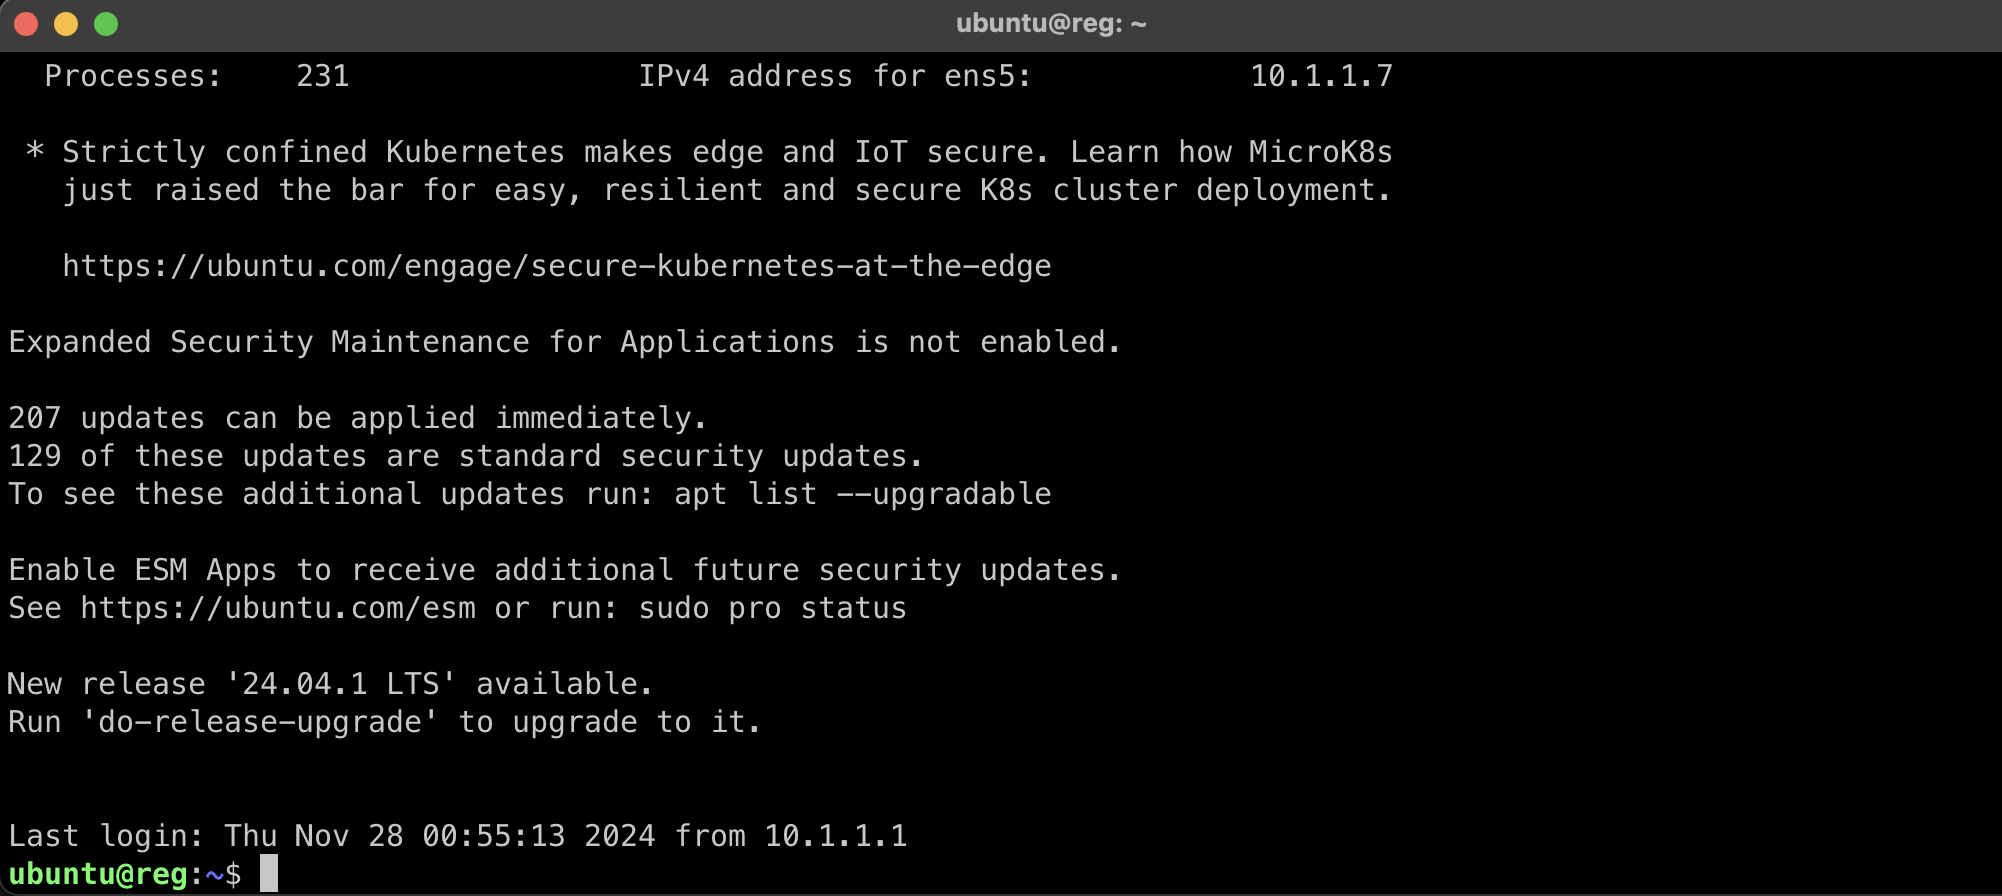 ubuntu@reg: ~
Processes: 231 IPv4 address for ens5: 10.1.1.7
* Strictly confined Kubernetes makes edge and IoT secure. Learn how MicroK8s
just raised the bar for easy, resilient and secure K8s cluster deployment.
https://ubuntu.com/engage/secure-kubernetes-at-the-edge
Expanded Security Maintenance for Applications is not enabled.
207 updates can be applied immediately.
129 of these updates are standard security updates.
To see these additional updates run: apt list --upgradable
Enable ESM Apps to receive additional future security updates.
See https://ubuntu.com/esm or run: sudo pro status
New release '24.04.1 LTS' available.
Run 'do-release-upgrade' to upgrade to it.
Last login: Thu Nov 28 00:55:13 2024 from 10.1.1.1
ubuntu@reg:~$